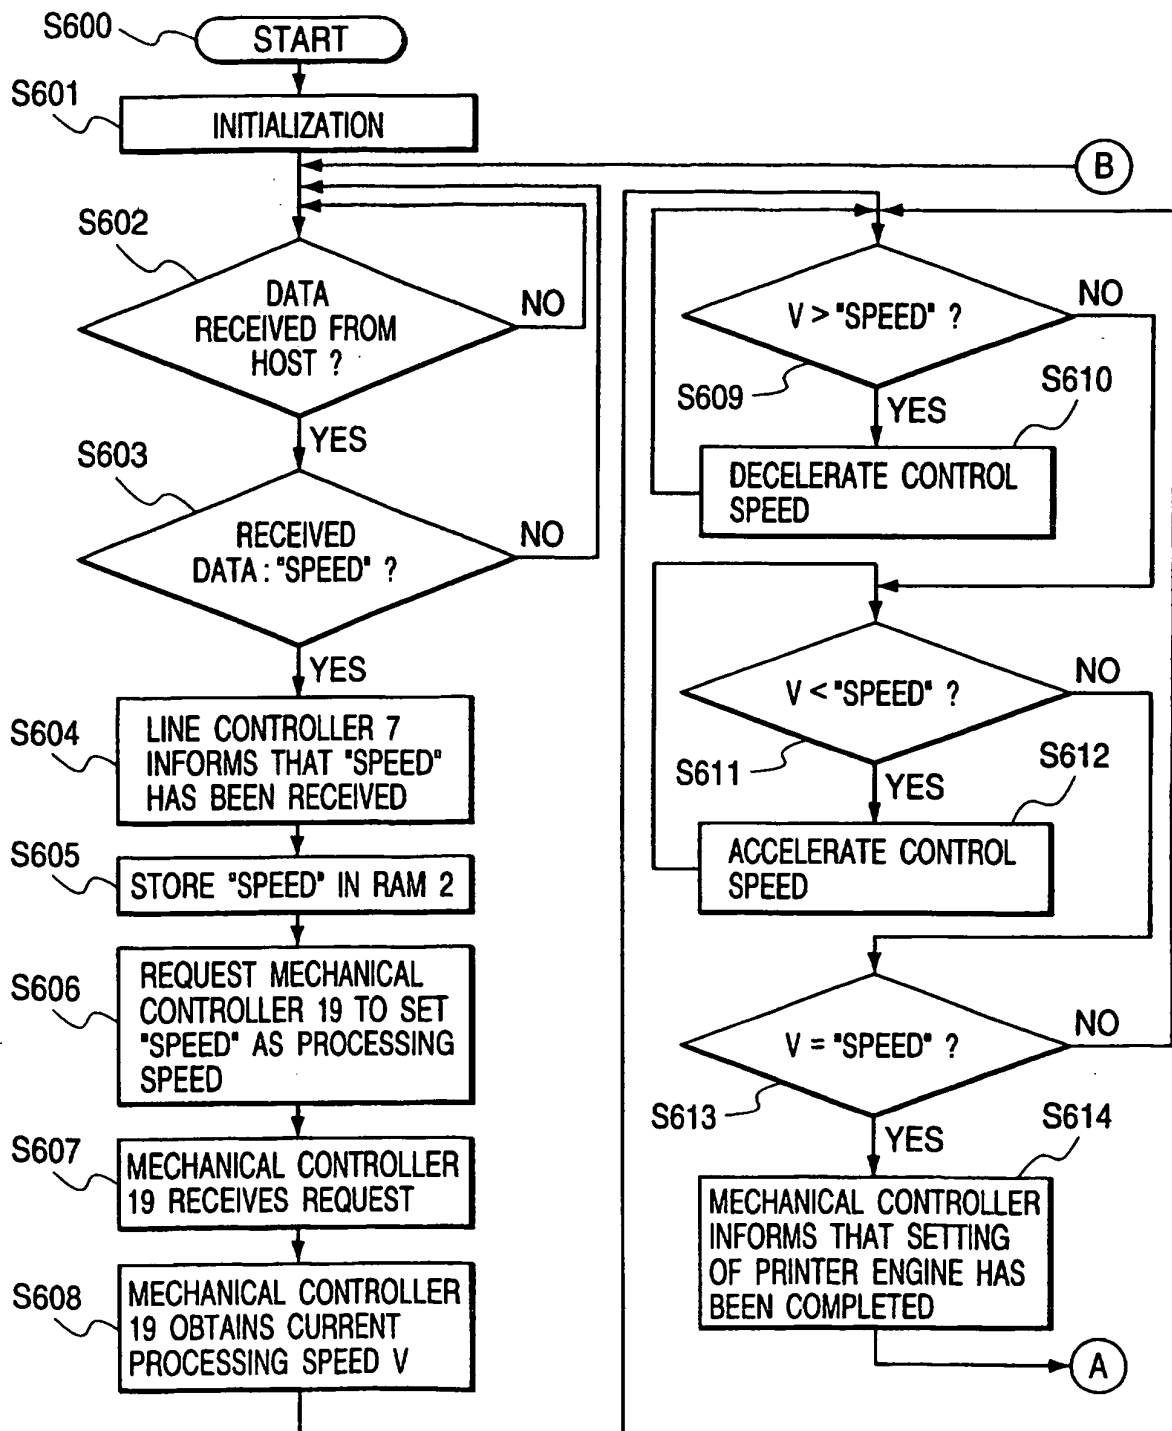 S600
START
S601
INITIALIZATION
B
S602
DATA
RECEIVED FROM
HOST ?
NO
YES
S603
RECEIVED
DATA : "SPEED" ?
NO
YES
S604
LINE CONTROLLER 7
INFORMS THAT "SPEED"
HAS BEEN RECEIVED
S605
STORE "SPEED" IN RAM 2
S606
REQUEST MECHANICAL
CONTROLLER 19 TO SET
"SPEED" AS PROCESSING
SPEED
S607
MECHANICAL CONTROLLER
19 RECEIVES REQUEST
S608
MECHANICAL CONTROLLER
19 OBTAINS CURRENT
PROCESSING SPEED V
V > "SPEED" ?
NO
S609
YES
S610
DECELERATE CONTROL
SPEED
V < "SPEED" ?
NO
S611
YES
S612
ACCELERATE CONTROL
SPEED
V = "SPEED" ?
NO
S613
YES
S614
MECHANICAL CONTROLLER
INFORMS THAT SETTING
OF PRINTER ENGINE HAS
BEEN COMPLETED
A